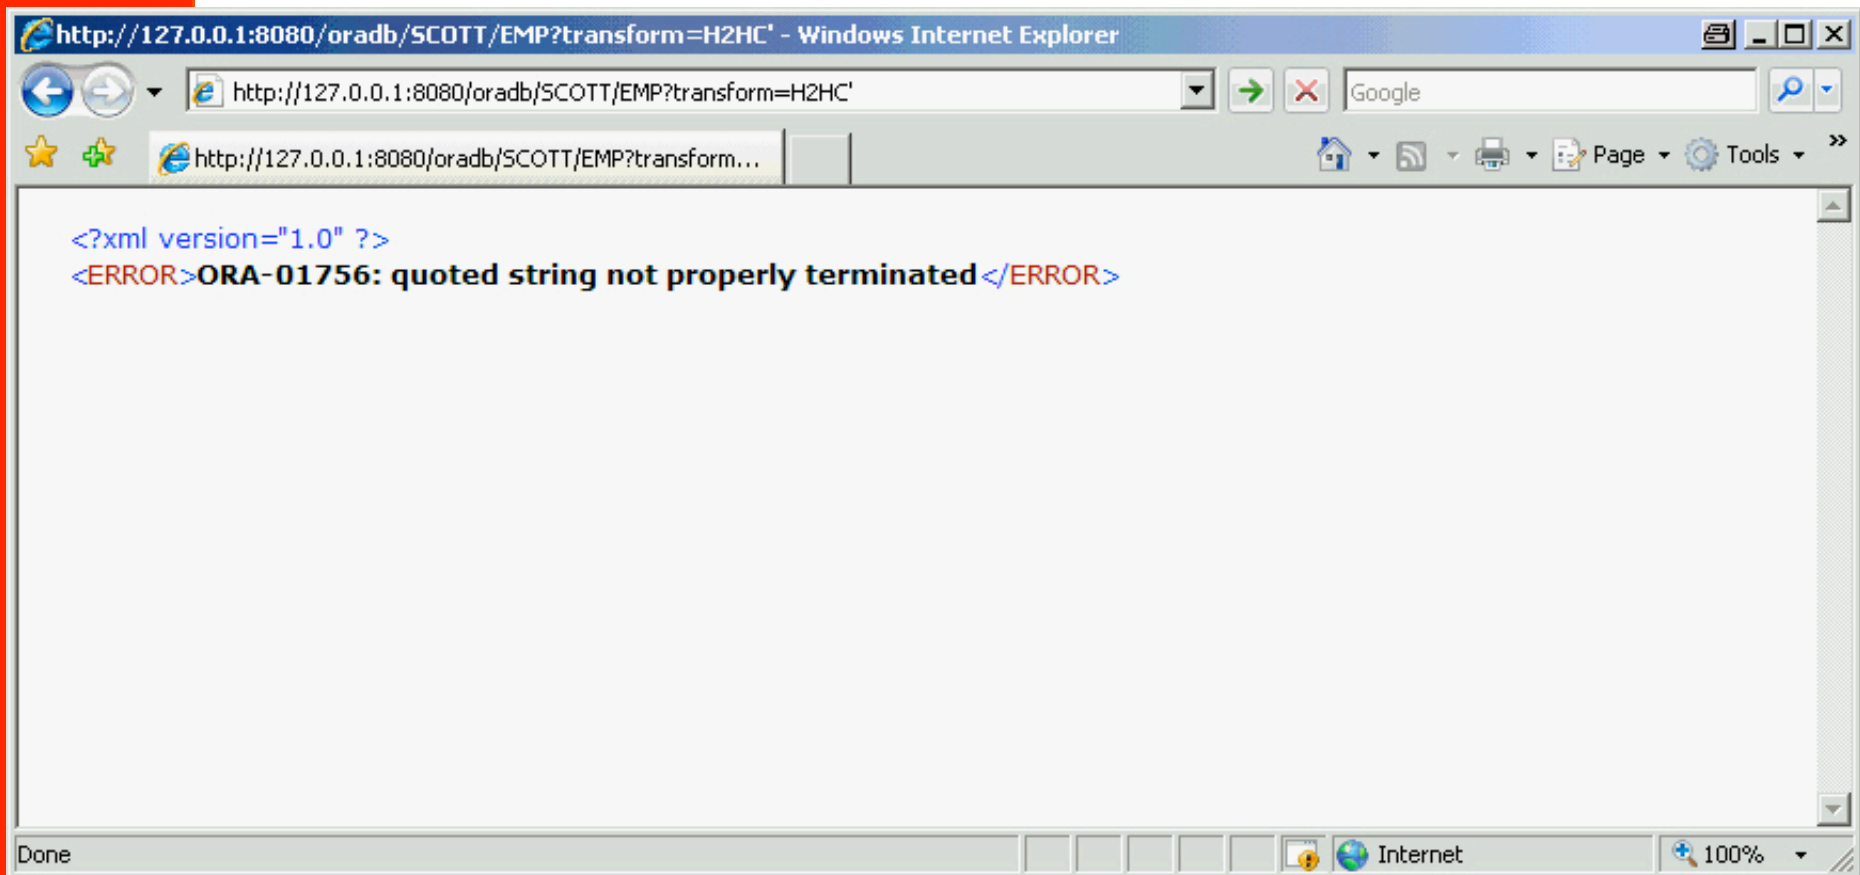 http://127.0.0.1:8080/oradb/SCOTT/EMP?transform=H2HC' - Windows Internet Explorer
http://127.0.0.1:8080/oradb/SCOTT/EMP?transform=H2HC'
Google
http://127.0.0.1:8080/oradb/SCOTT/EMP?transform...
Page
Tools
<?xml version="1.0" ?>
<ERROR>ORA-01756: quoted string not properly terminated</ERROR>
Done
Internet
100%